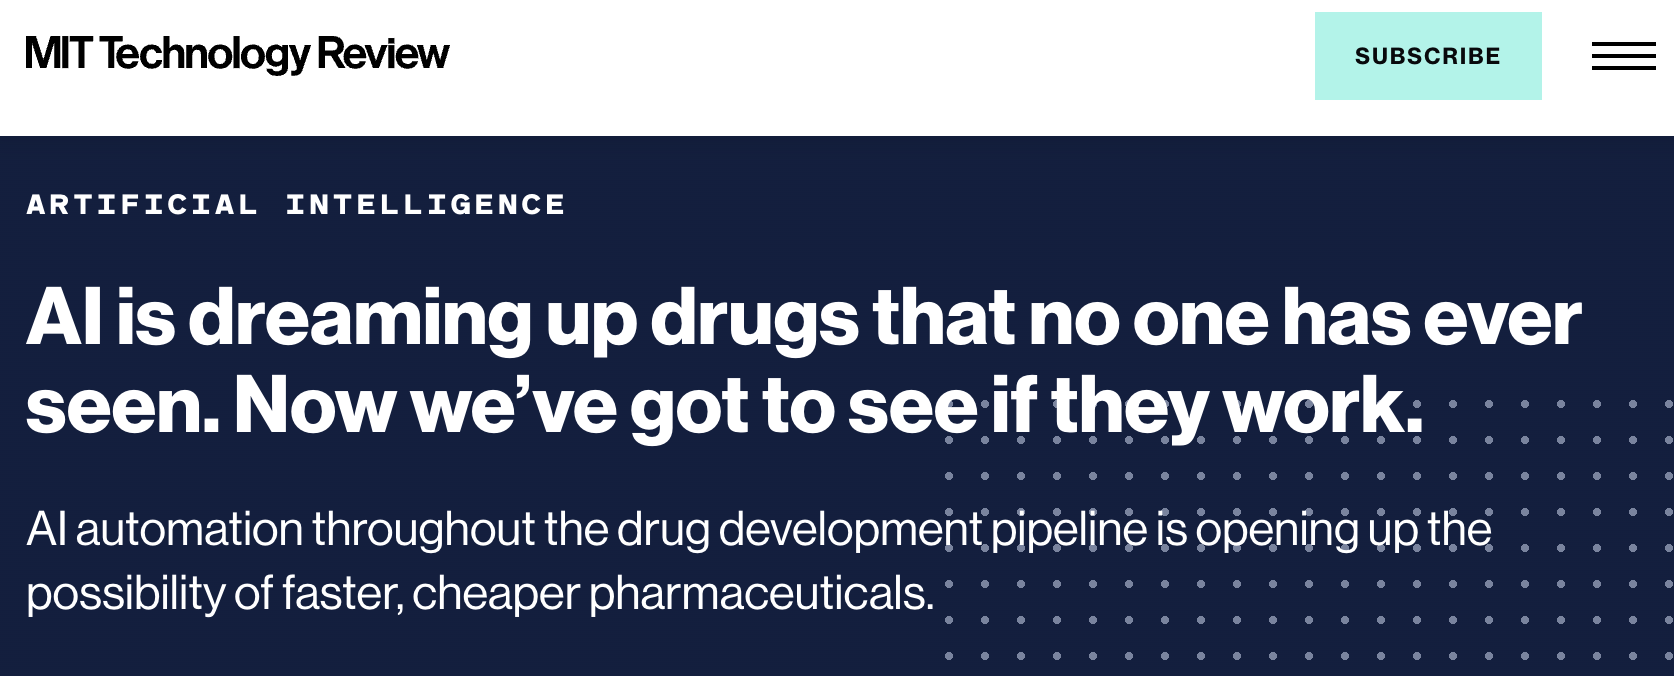 MIT Technology Review
SUBSCRIBE
ARTIFICIAL INTELLIGENCE
AI is dreaming up drugs that no one has ever
seen. Now we’ve got to see if they work.
AI automation throughout the drug development pipeline is opening up the
possibility of faster, cheaper pharmaceuticals.